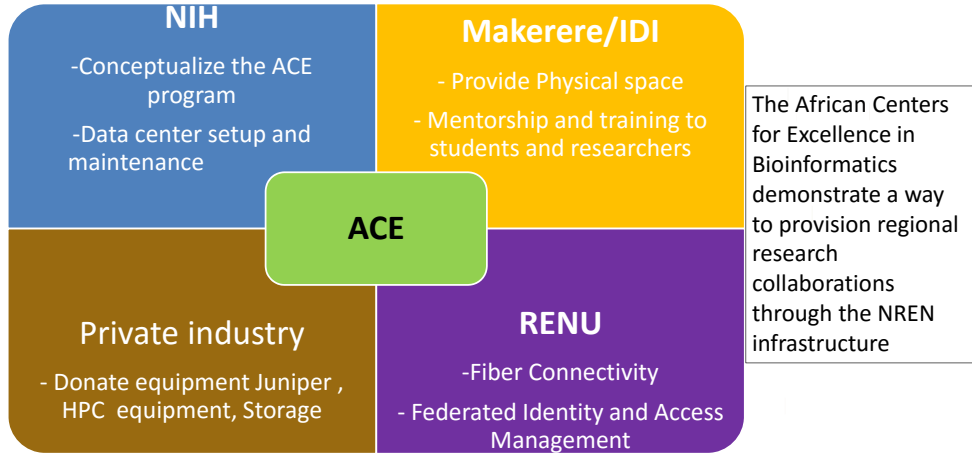 NIH
-Conceptualize the ACE
program
-Data center setup and
maintenance
Makerere/IDI
- Provide Physical space
- Mentorship and training to
students and researchers
ACE
Private industry
- Donate equipment Juniper ,
HPC equipment, Storage
RENU
-Fiber Connectivity
- Federated Identity and Access
Management
The African Centers
for Excellence in
Bioinformatics
demonstrate a way
to provision regional
research
collaborations
through the NREN
infrastructure